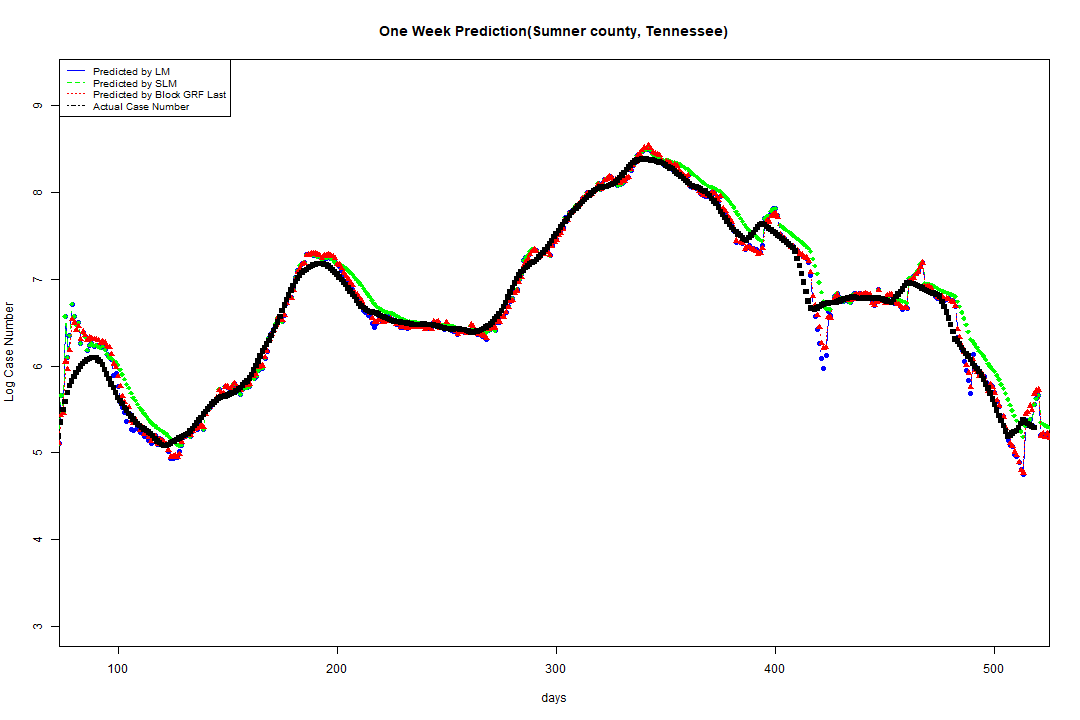 One Week Prediction(Sumner county, Tennessee)
Predicted by LM
Predicted by SLM
Predicted by Block GRF Last
Actual Case Number
9
8
7
6
5
4
3
Log Case Number
100 200 300 400 500
days